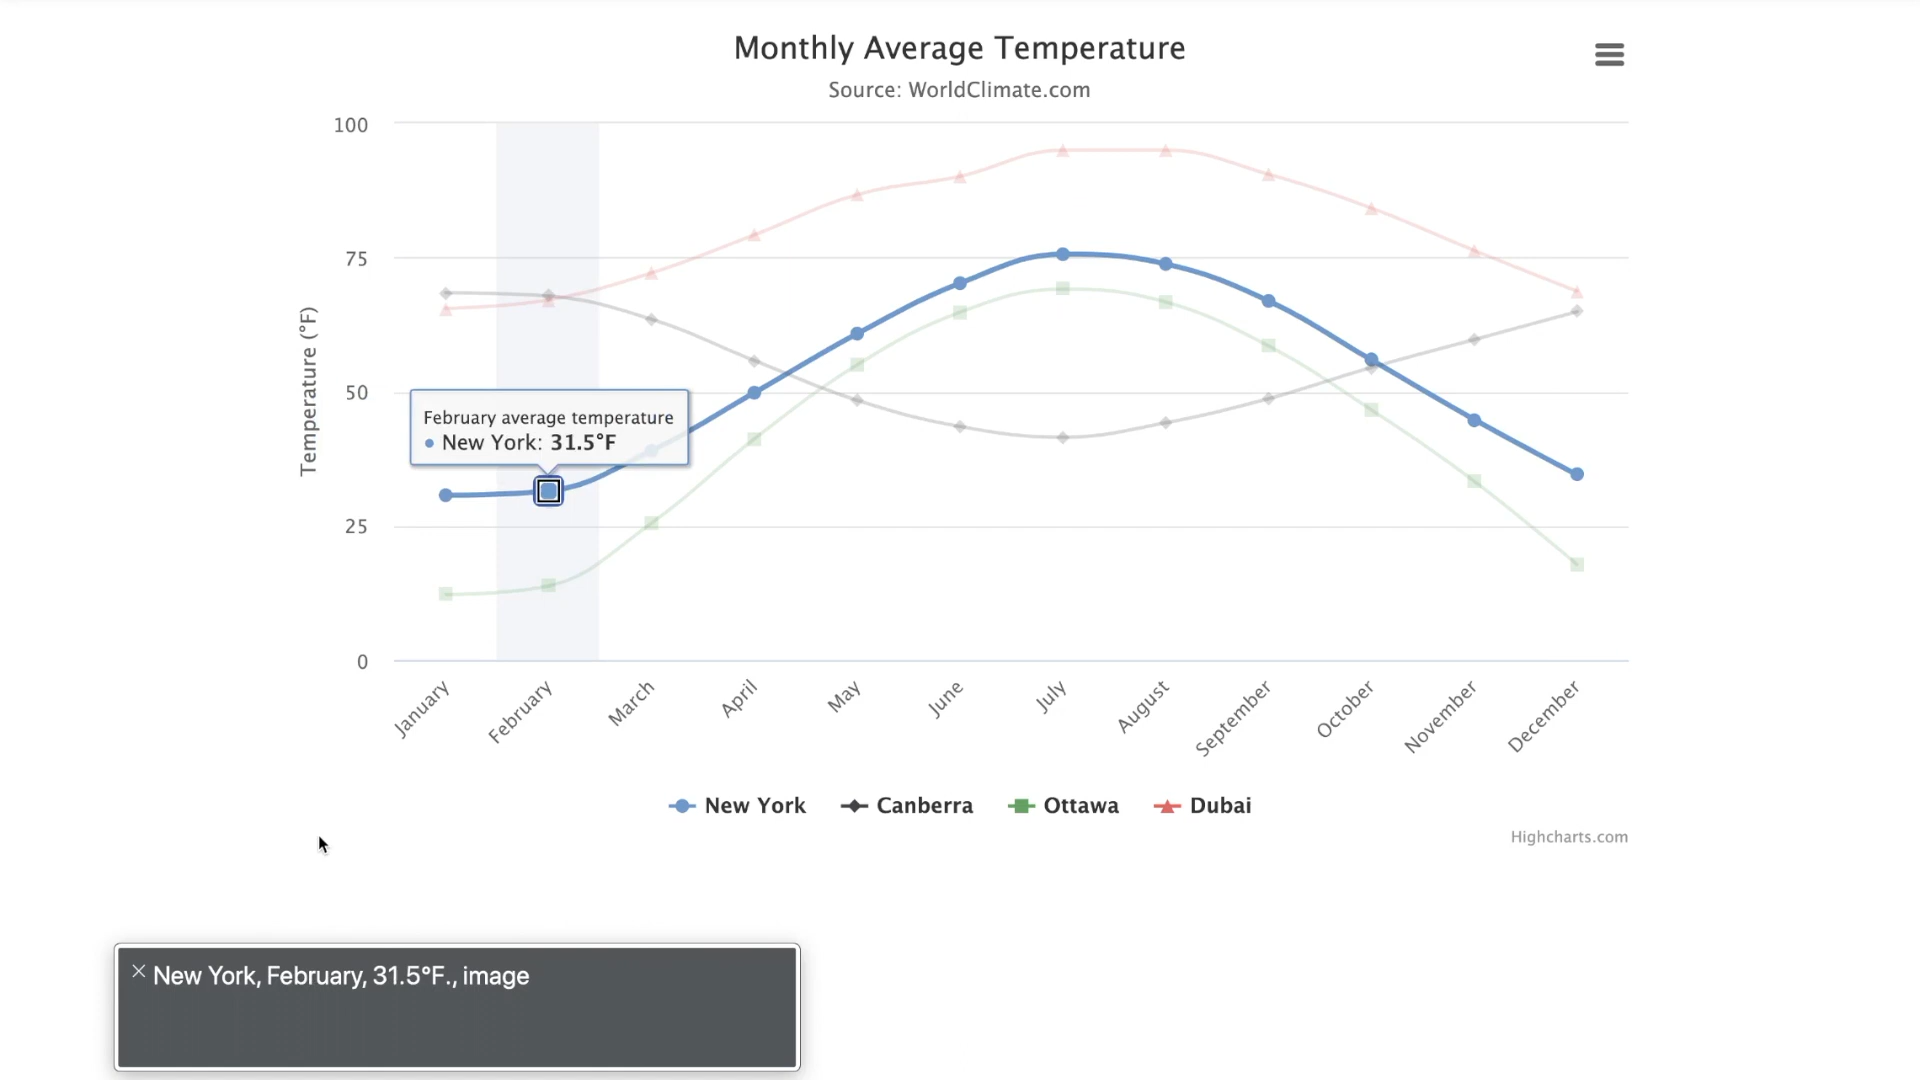 Monthly Average Temperature
Source: WorldClimate.com
100
75
50
25
0
Temperature (°F)
February average temperature
New York: 31.5°F
January
February
March
April
May
June
July
August
September
October
November
December
New York
Canberra
Ottawa
Dubai
Highcharts.com
New York, February, 31.5°F., image